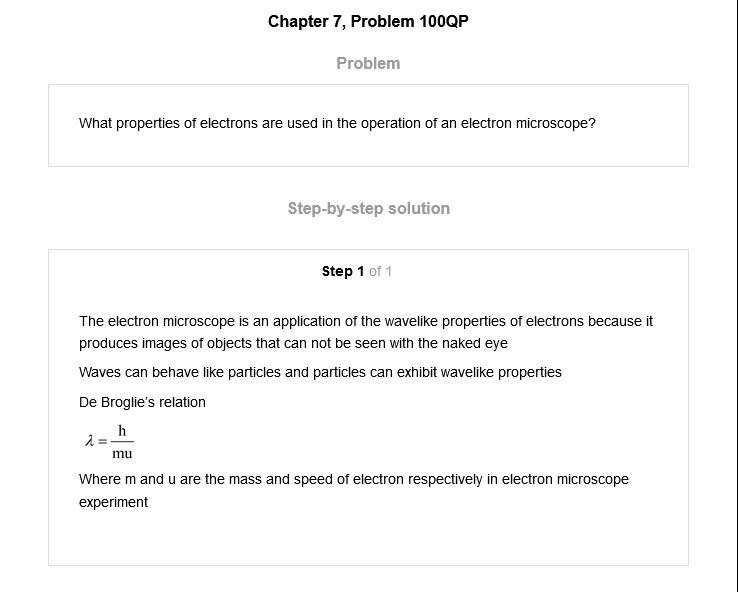 Chapter 7, Problem 100QP
Problem
What properties of electrons are used in the operation of an electron microscope?
Step-by-step solution
Step 1 of 1
The electron microscope is an application of the wavelike properties of electrons because it
produces images of objects that can not be seen with the naked eye
Waves can behave like particles and particles can exhibit wavelike properties
De Broglie's relation
λ = h/mu
Where m and u are the mass and speed of electron respectively in electron microscope
experiment